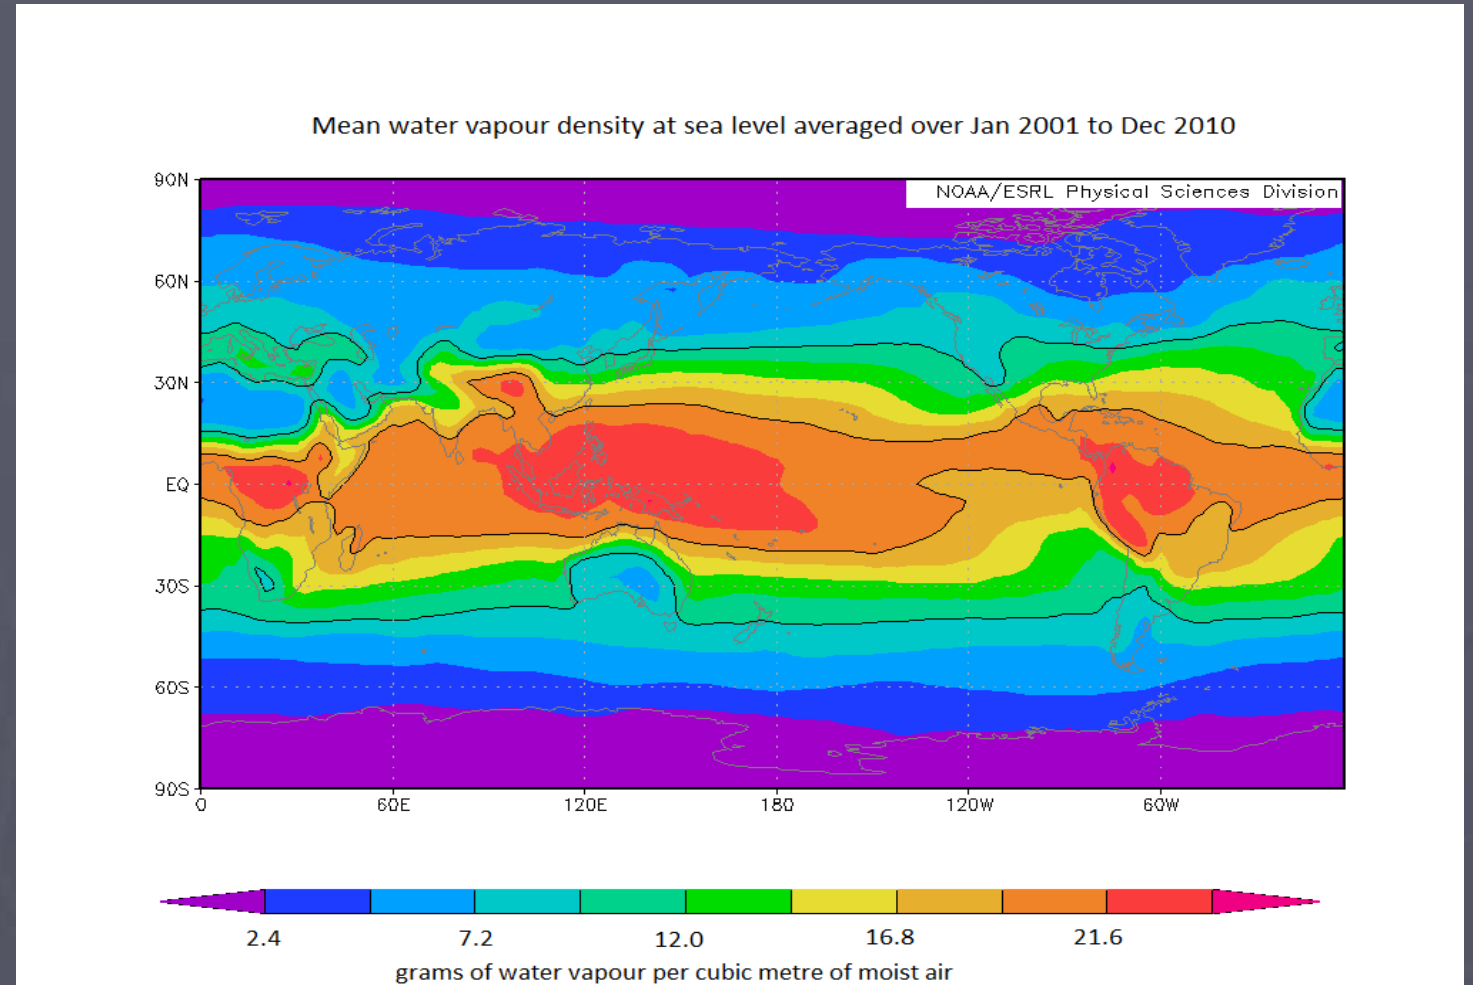 Mean water vapour density at sea level averaged over Jan 2001 to Dec 2010
NOAA/ESRL Physical Sciences Division
90N
60N
30N
EQ
30S
60S
90S
0 60E 120E 180 120W 60W
2.4 7.2 12.0 16.8 21.6
grams of water vapour per cubic metre of moist air